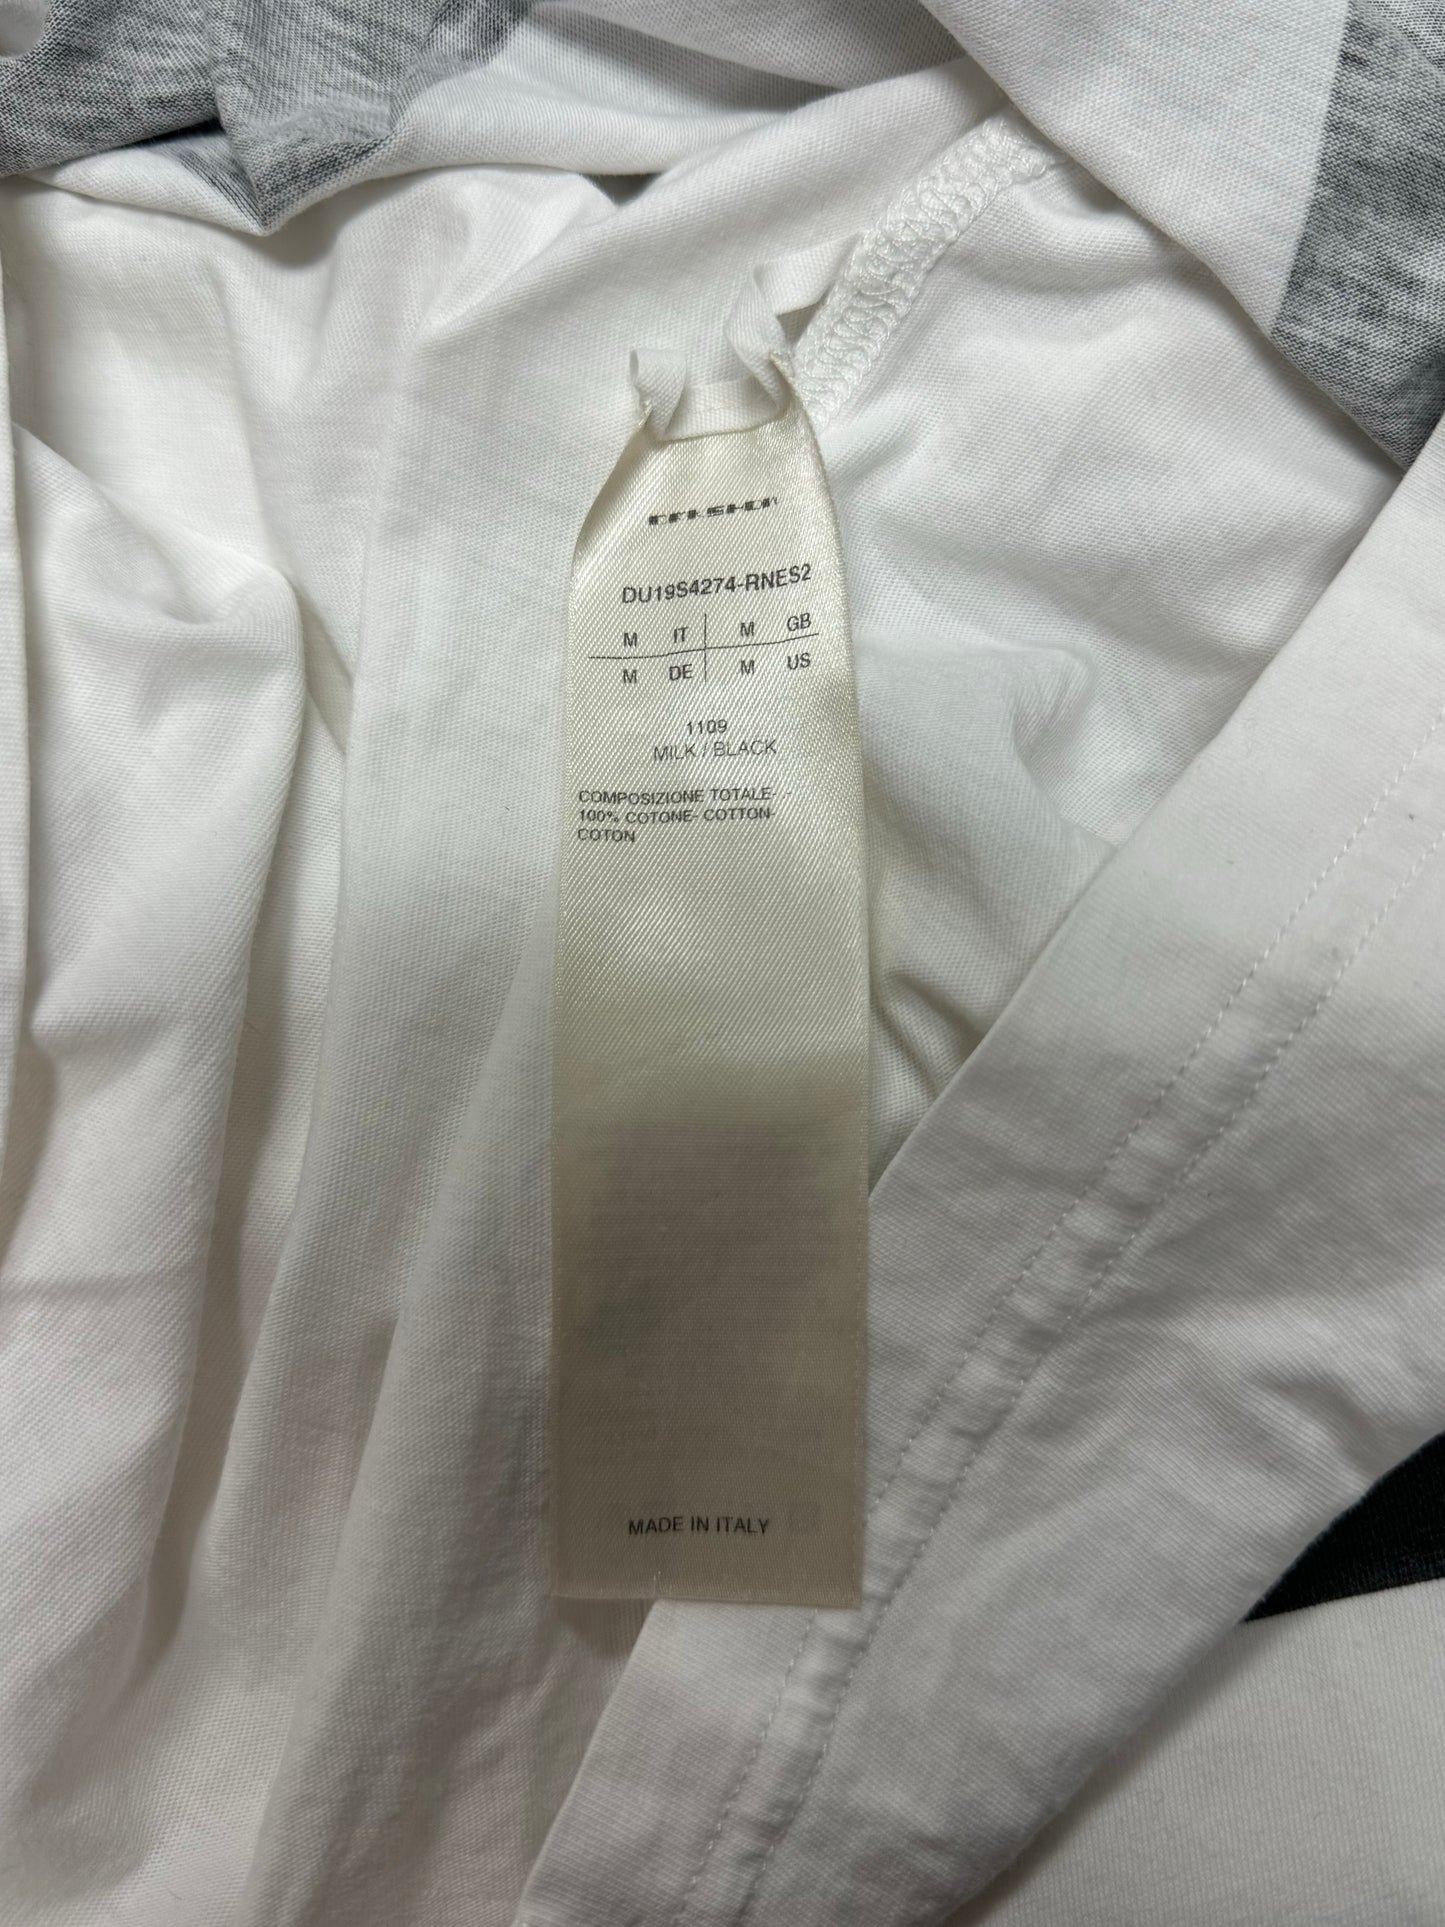 DU19S4274-RNES2
M IT M GB
M DE M US
1109
MILK / BLACK
COMPOSIZIONE TOTALE-
100% COTONE- COTTON-
COTON
MADE IN ITALY